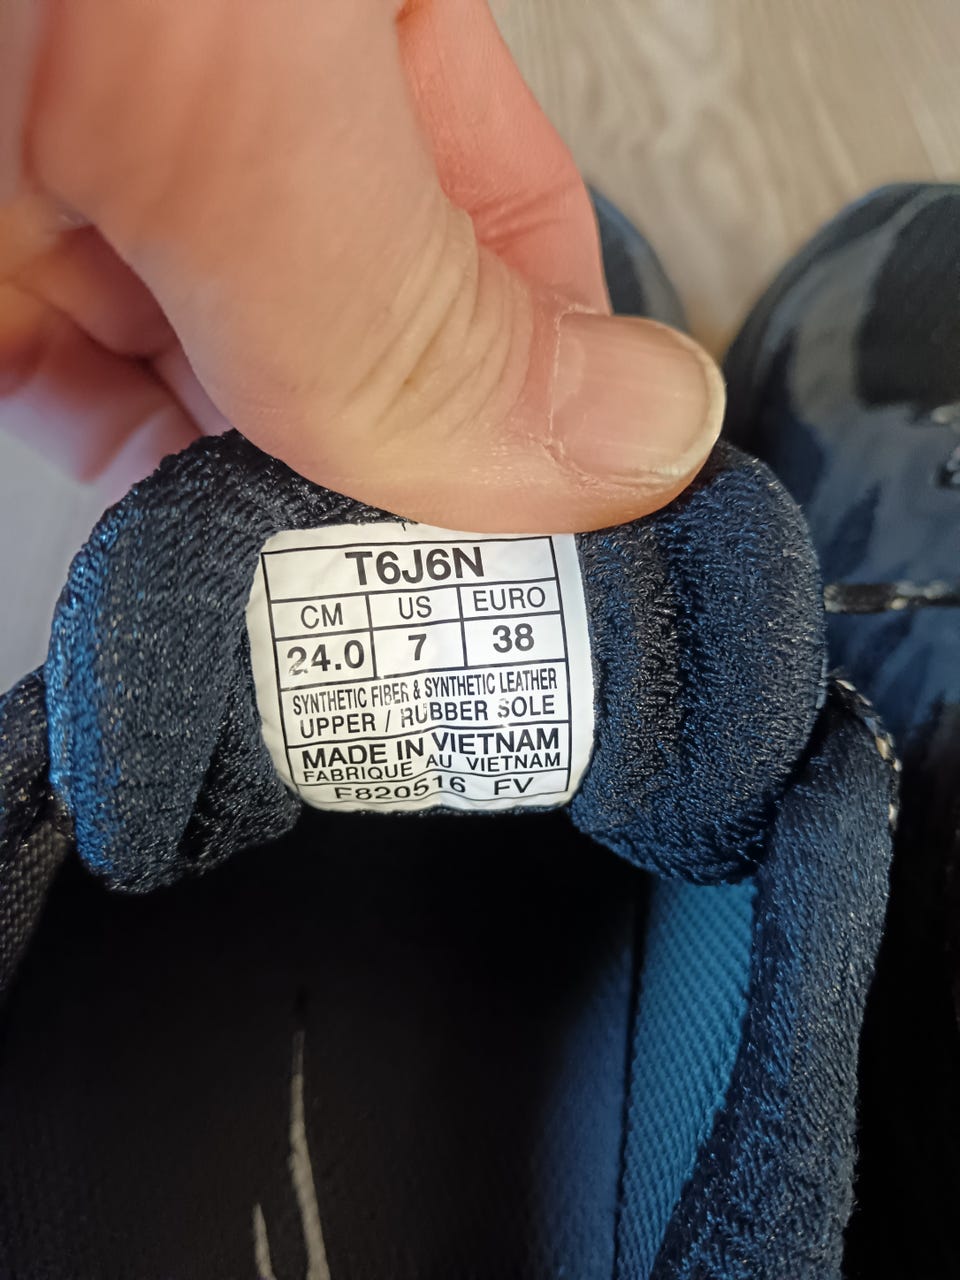 T6J6N
CM US EURO
24.0 7 38
SYNTHETIC FIBER & SYNTHETIC LEATHER
UPPER / RUBBER SOLE
MADE IN VIETNAM
FABRIQUE AU VIETNAM
F820516 FV